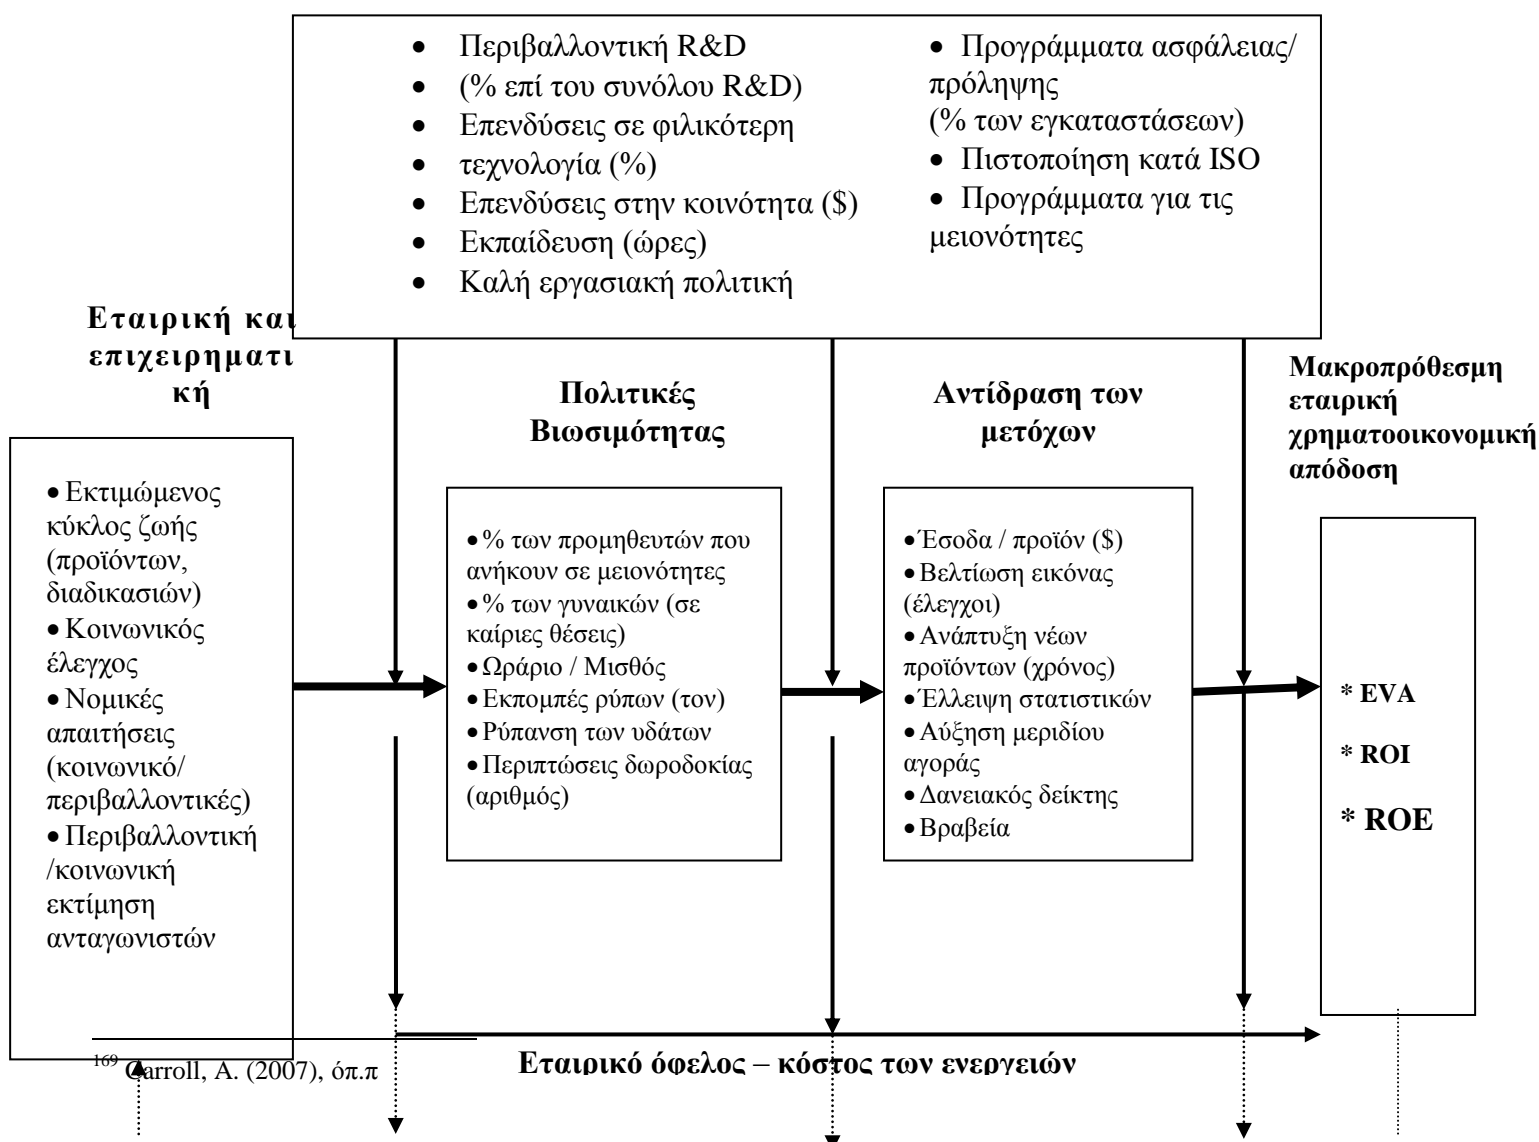 • Περιβαλλοντική R&D
• (% επί του συνόλου R&D)
• Επενδύσεις σε φιλικότερη
• τεχνολογία (%)
• Επενδύσεις στην κοινότητα ($)
• Εκπαίδευση (ώρες)
• Καλή εργασιακή πολιτική
• Προγράμματα ασφάλειας/
πρόληψης
(% των εγκαταστάσεων)
• Πιστοποίηση κατά ISO
• Προγράμματα για τις
μειονότητες
Εταιρική και
επιχειρηματι
κή
• Εκτιμώμενος
κύκλος ζωής
(προϊόντων,
διαδικασιών)
• Κοινωνικός
έλεγχος
• Νομικές
απαιτήσεις
(κοινωνικό/
περιβαλλοντικές)
• Περιβαλλοντική
/κοινωνική
εκτίμηση
ανταγωνιστών
Πολιτικές
Βιωσιμότητας
• % των προμηθευτών που
ανήκουν σε μειονότητες
• % των γυναικών (σε
καίριες θέσεις)
• Ωράριο / Μισθός
• Εκπομπές ρύπων (τον)
• Ρύπανση των υδάτων
• Περιπτώσεις δωροδοκίας
(αριθμός)
Αντίδραση των
μετόχων
• Έσοδα / προϊόν ($)
• Βελτίωση εικόνας
(έλεγχοι)
• Ανάπτυξη νέων
προϊόντων (χρόνος)
• Έλλειψη στατιστικών
• Αύξηση μεριδίου
αγοράς
• Δανειακός δείκτης
• Βραβεία
Μακροπρόθεσμη
εταιρική
χρηματοοικονομική
απόδοση
* EVA
* ROI
* ROE
Εταιρικό όφελος – κόστος των ενεργειών
169 Carroll, A. (2007), όπ.π